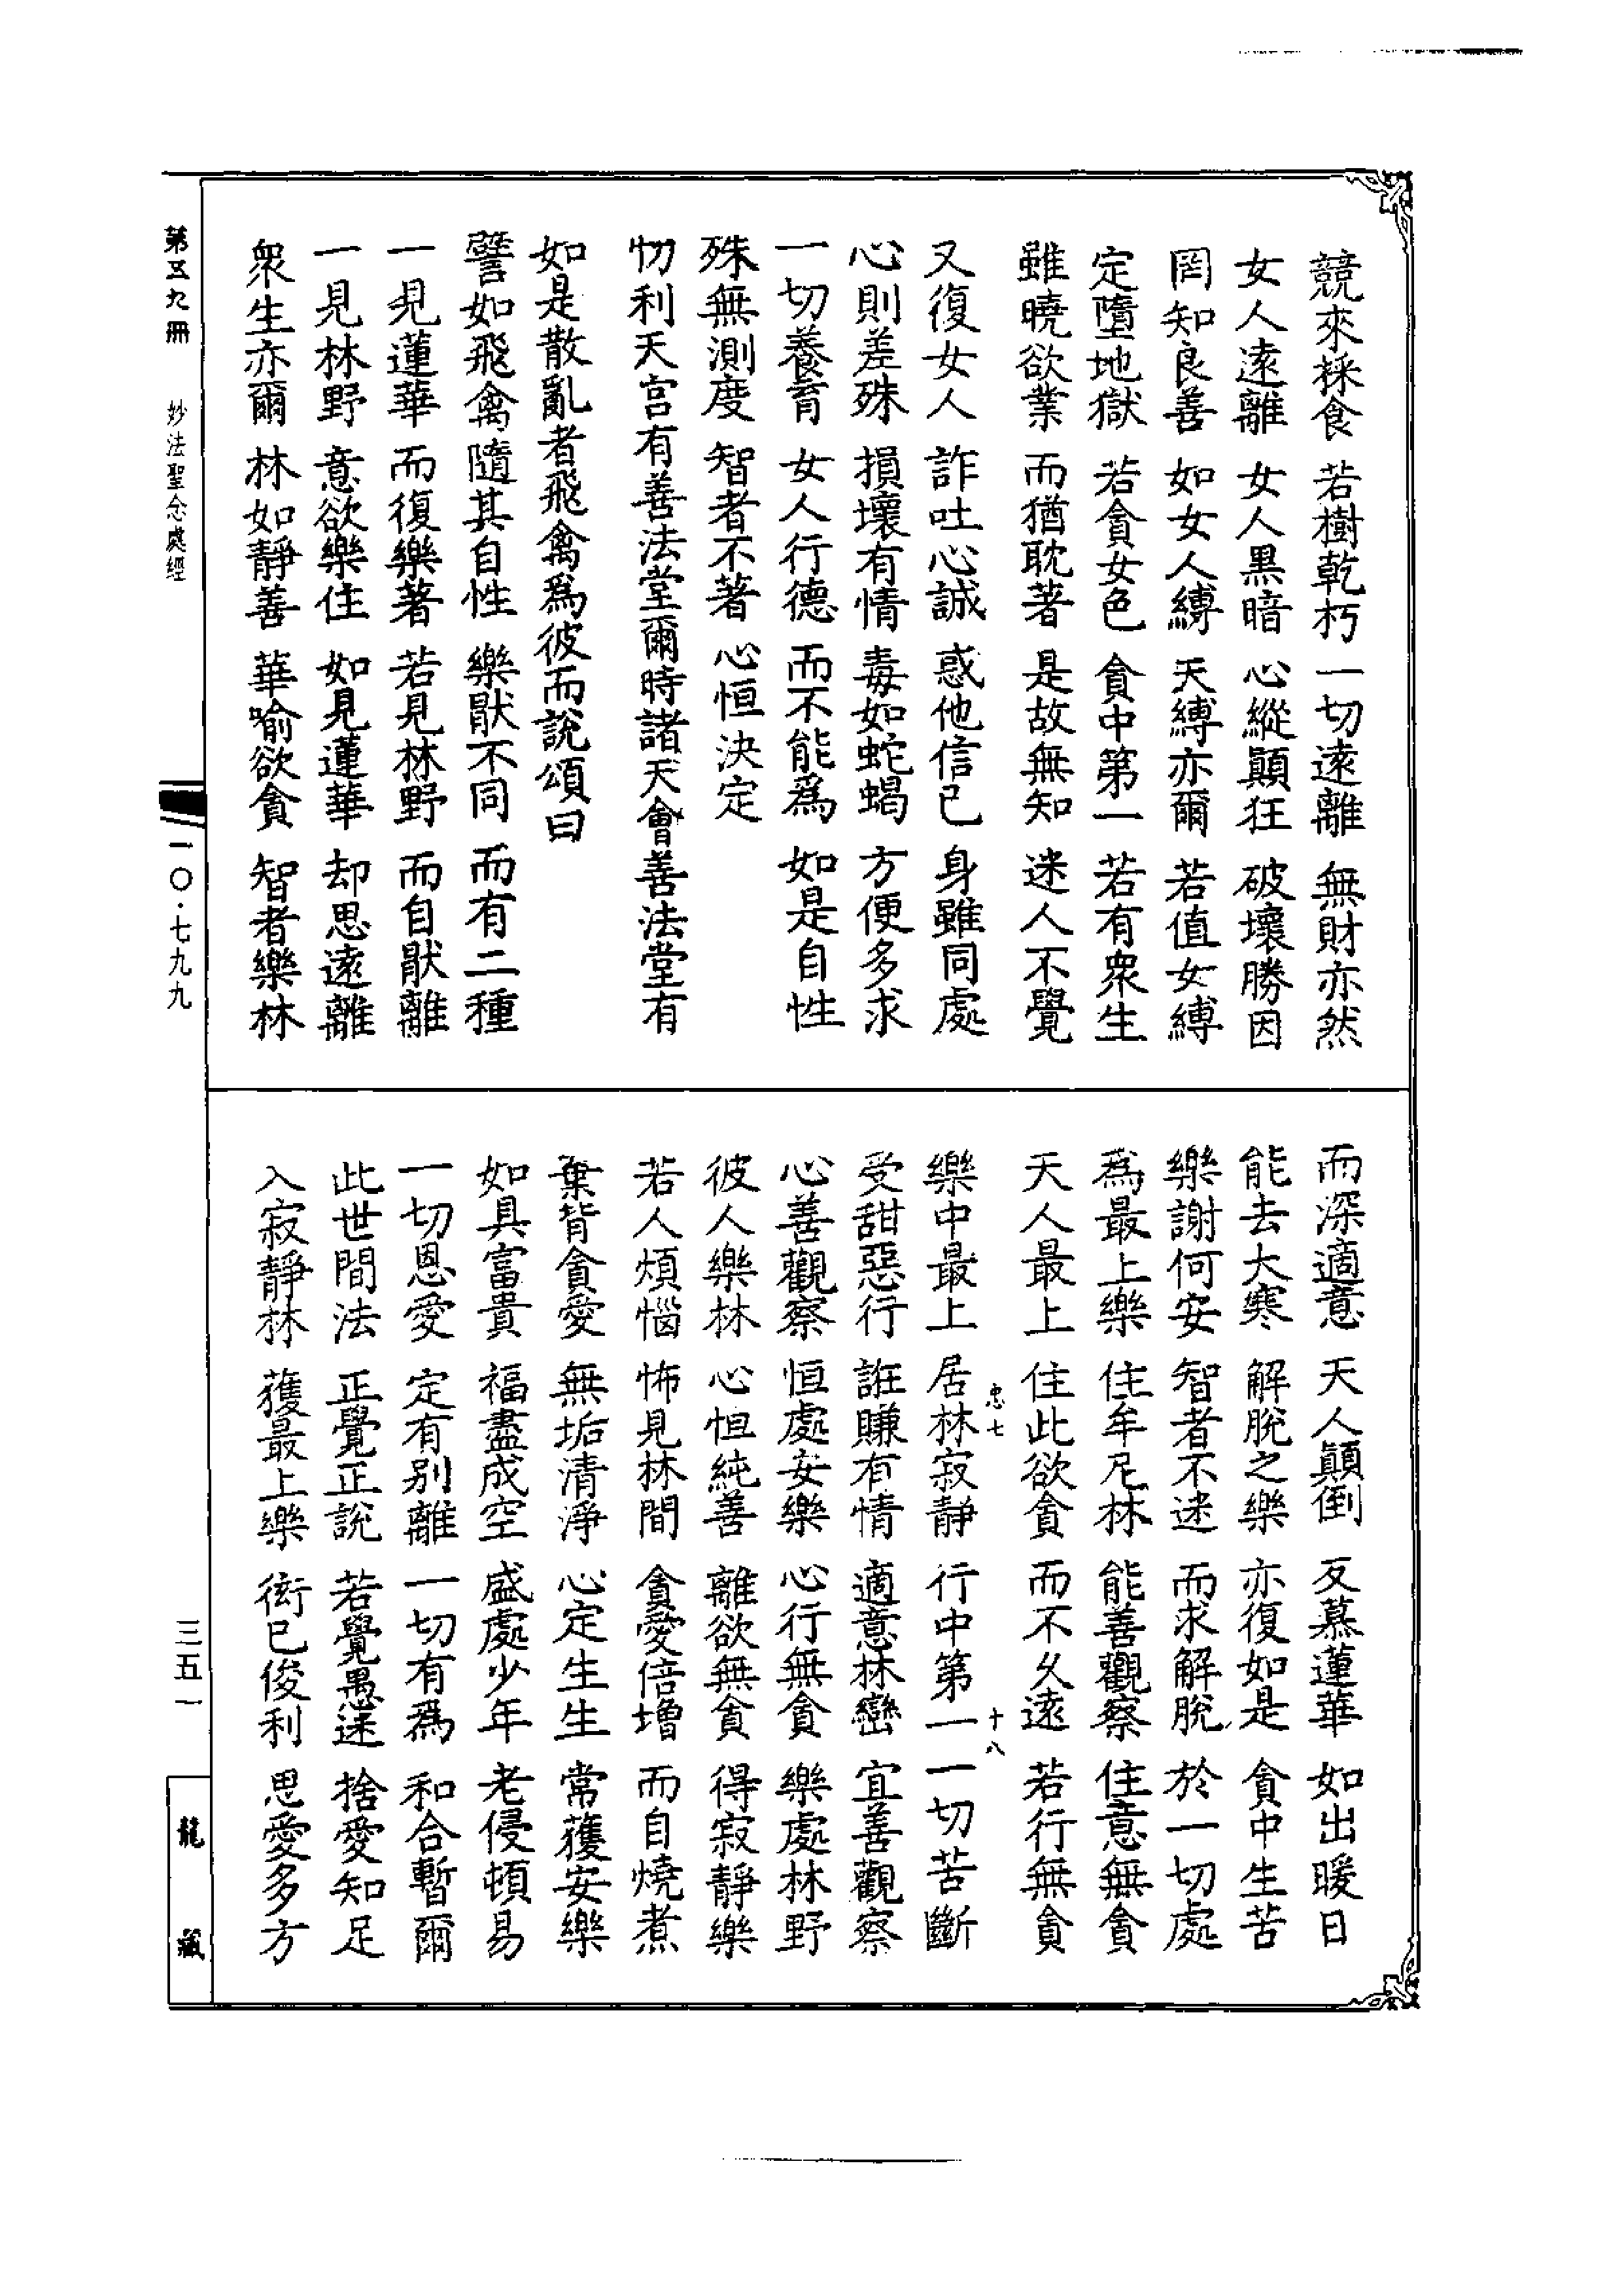 競來採食　若樹乾朽　一切遠離　無財亦然
女人遠離　女人黑暗　心縱顛狂　破壞勝因
罔知良善　如女人縛　天縛亦爾　若值女縛
定墮地獄　若貪女色　貪中第一　若有衆生
雖曉欲業　而猶耽著　是故無知　迷人不覺
又復女人　詐吐心誠　惑他信已　身雖同處
心則差殊　損壞有情　毒如蛇蝎　方便多求
一切養育　女人行德　而不能爲　如是自性
殊無測度　智者不著　心恒決定
忉利天宮有善法堂爾時諸天會善法堂有
如是散亂者飛禽爲彼而說頌曰
譬如飛禽　隨其自性　樂猒不同　而有二種
一見蓮華　而復樂著　若見林野　而自猒離
一見林野　意欲樂住　如見蓮華　却思遠離
衆生亦爾　林如靜善　華喻欲貪　智者樂林
而深適意　天人顛倒　反慕蓮華　如出暖日
能去大寒　解脫之樂　亦復如是　貪中生苦
樂謝何安　智者不迷　而求解脫　於一切處
爲最上樂　住牟尼林　能善觀察　住意無貪
天人最上　住此欲貪　而不久遠　若行無貪
忠七　十八
樂中最上　居林寂靜　行中第一　一切苦斷
受甜惡行　誑賺有情　適意林巒　宜善觀察
心善觀察　恒處安樂　心行無貪　樂處林野
彼人樂林　心恒純善　離欲無貪　得寂靜樂
若人煩惱　怖見林間　貪愛倍增　而自燒煮
棄背貪愛　無垢清淨　心定生生　常獲安樂
如具富貴　福盡成空　盛處少年　老侵頓易
一切恩愛　定有別離　一切有爲　和合暫爾
此世間法　正覺正說　若覺愚迷　捨愛知足
入寂靜林　獲最上樂　衒已俊利　思愛多方
第五九冊　妙法聖念處經
一〇·七九九
三五一
龍藏